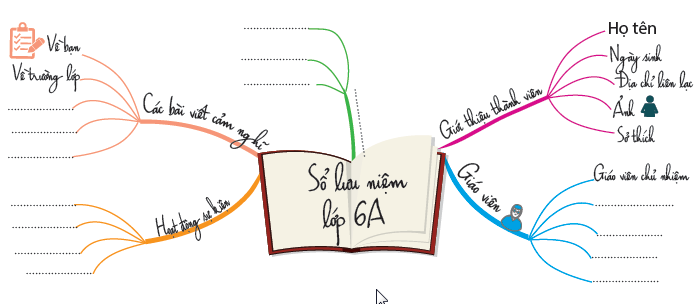 Về bạn
Về trường lớp
Các bài viết cảm nghĩ
Hoạt động sự kiện
Sổ lưu niệm
lớp 6A
Giới thiệu thành viên
Họ tên
Ngày sinh
Địa chỉ liên lạc
Ảnh
Sở thích
Giáo viên
Giáo viên chủ nhiệm